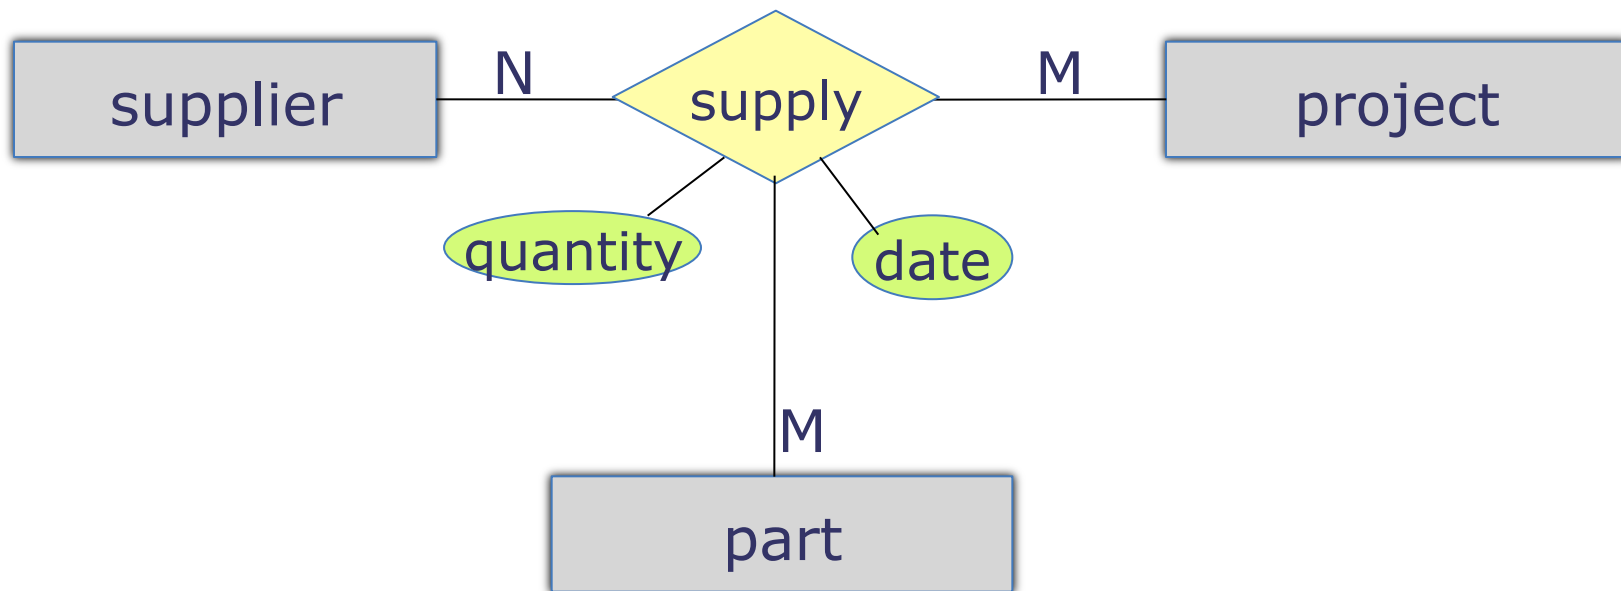 supplier
N
supply
M
project
quantity
date
M
part